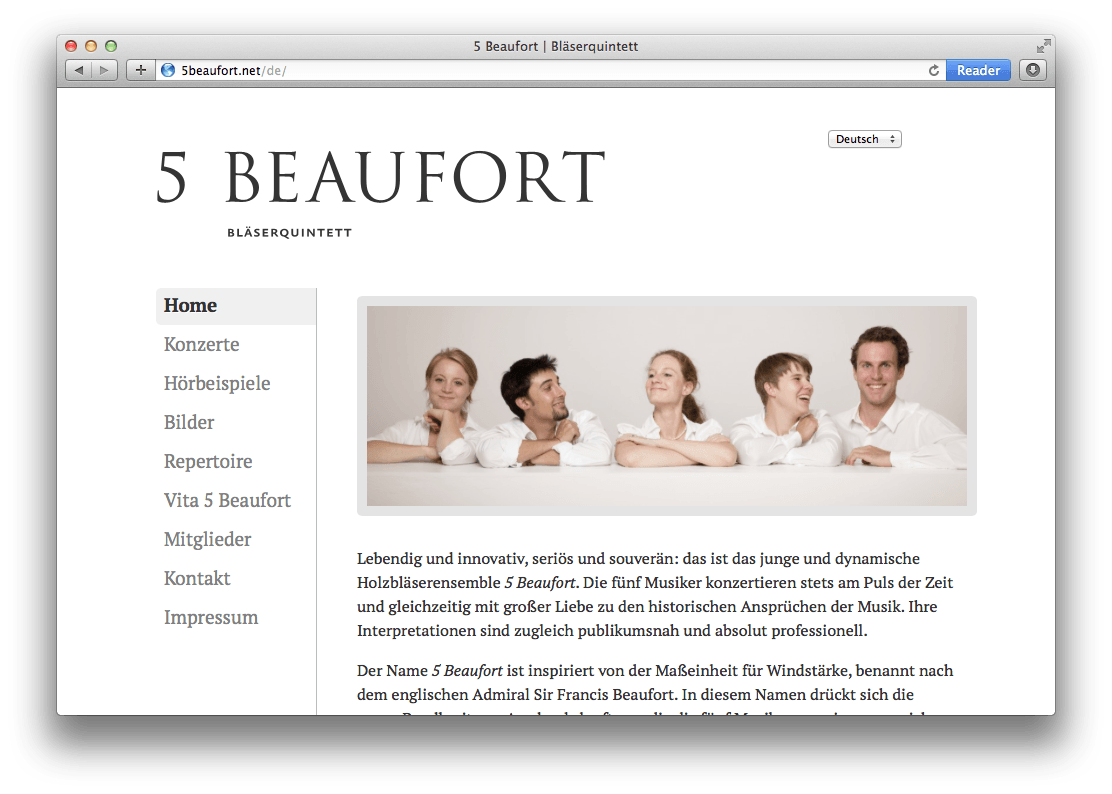 5 Beaufort | Bläserquintett
5beaufort.net/de/
Reader
Deutsch
5 BEAUFORT
BLÄSERQUINTETT
Home
Konzerte
Hörbeispiele
Bilder
Repertoire
Vita 5 Beaufort
Mitglieder
Kontakt
Impressum
Lebendig und innovativ, seriös und souverän: das ist das junge und dynamische
Holzbläserensemble 5 Beaufort. Die fünf Musiker konzertieren stets am Puls der Zeit
und gleichzeitig mit großer Liebe zu den historischen Ansprüchen der Musik. Ihre
Interpretationen sind zugleich publikumsnah und absolut professionell.
Der Name 5 Beaufort ist inspiriert von der Maßeinheit für Windstärke, benannt nach
dem englischen Admiral Sir Francis Beaufort. In diesem Namen drückt sich die